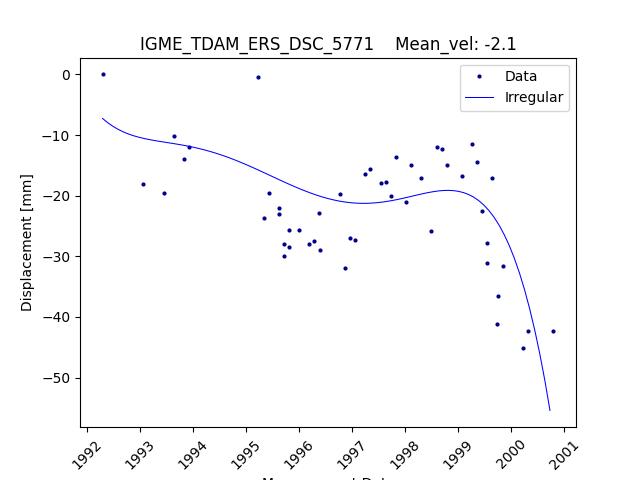 IGME_TDAM_ERS_DSC_5771    Mean_vel: -2.1
Data
Irregular
Displacement [mm]
0
−10
−20
−30
−40
−50
1992 1993 1994 1995 1996 1997 1998 1999 2000 2001